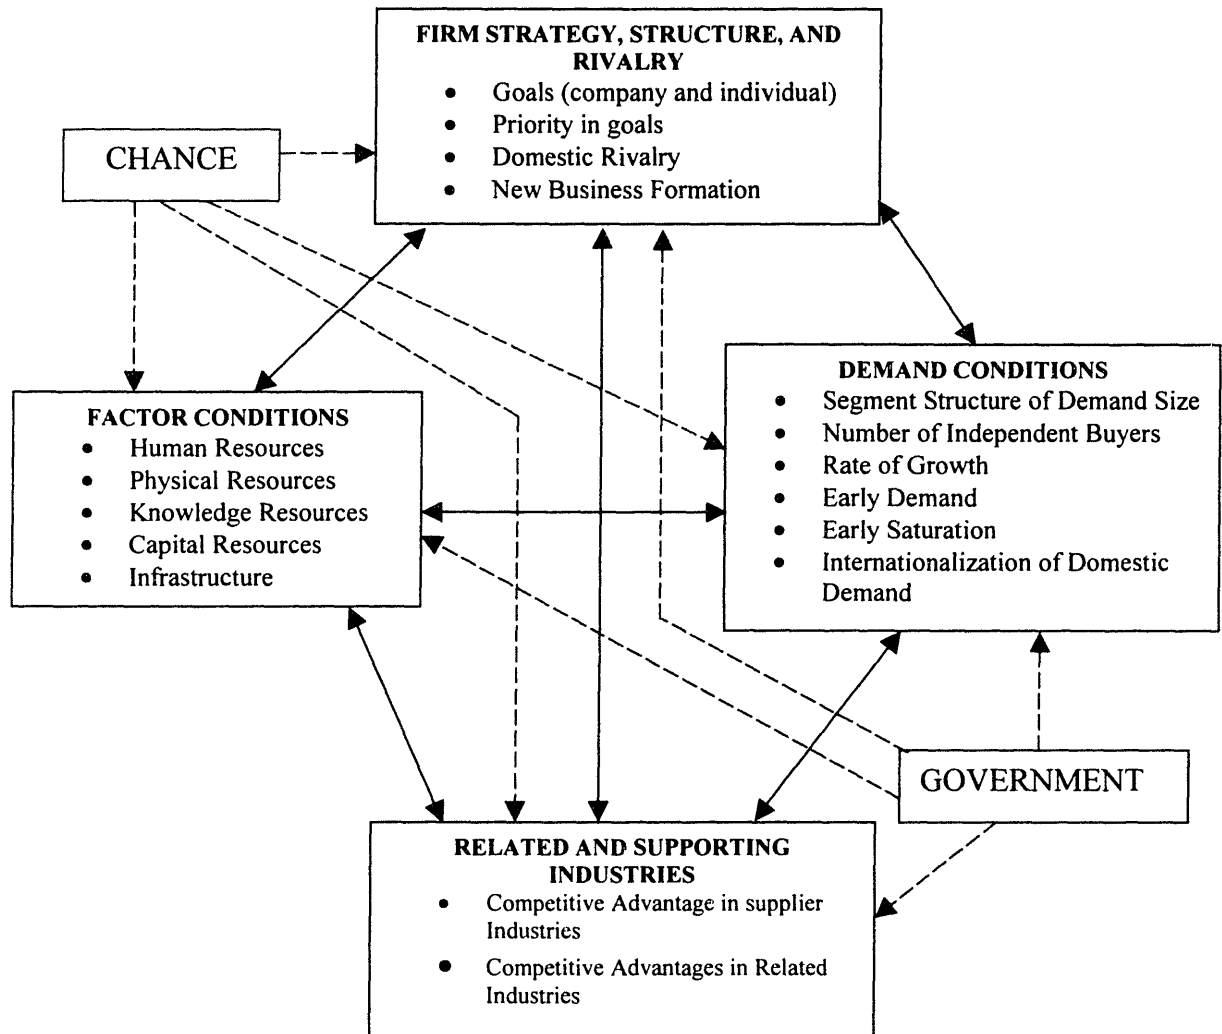 FIRM STRATEGY, STRUCTURE, AND
RIVALRY
• Goals (company and individual)
• Priority in goals
• Domestic Rivalry
• New Business Formation
CHANCE
DEMAND CONDITIONS
• Segment Structure of Demand Size
• Number of Independent Buyers
• Rate of Growth
• Early Demand
• Early Saturation
• Internationalization of Domestic
Demand
FACTOR CONDITIONS
• Human Resources
• Physical Resources
• Knowledge Resources
• Capital Resources
• Infrastructure
GOVERNMENT
RELATED AND SUPPORTING
INDUSTRIES
• Competitive Advantage in supplier
Industries
• Competitive Advantages in Related
Industries